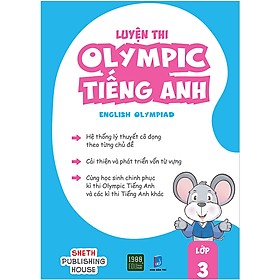 LUYỆN THI
OLYMPIC
TIẾNG ANH
ENGLISH OLYMPIAD
Hệ thống lý thuyết cô đọng
theo từng chủ đề
Cải thiện và phát triển vốn từ vựng
Cùng học sinh chinh phục
kì thi Olympic Tiếng Anh
và các kì thi Tiếng Anh khác
SHETH
PUBLISHING
HOUSE
1980
BOOKS
LỚP
3